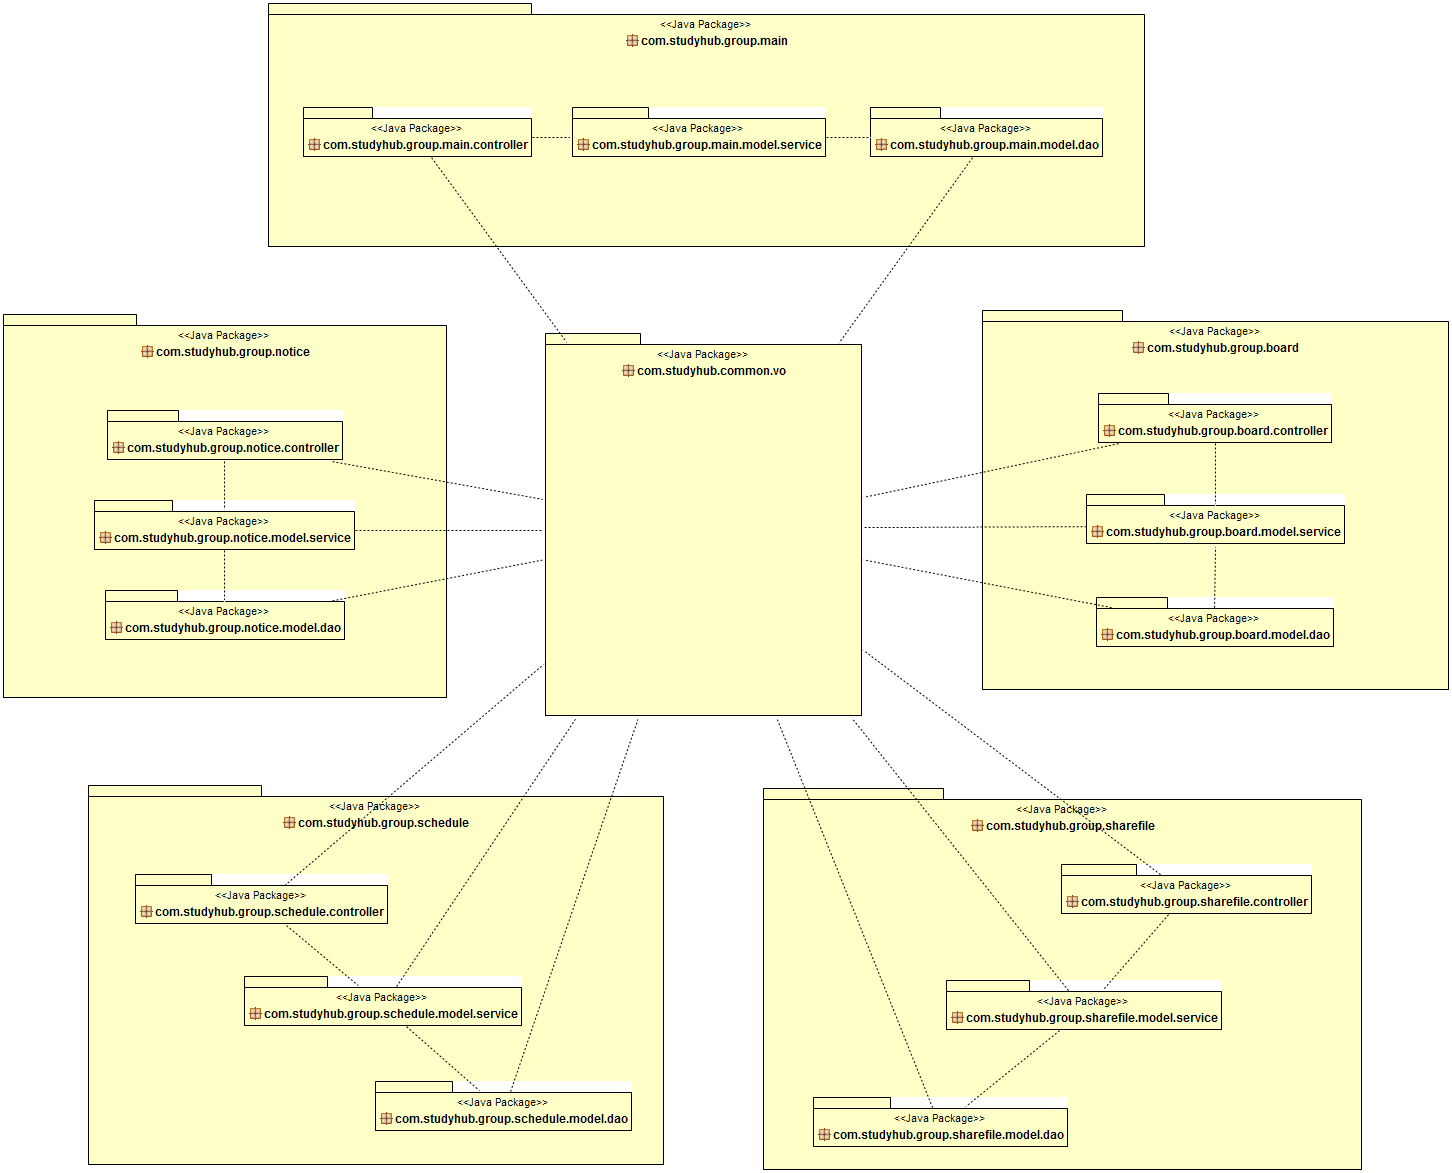 <<Java Package>>
com.studyhub.group.main
<<Java Package>>
com.studyhub.group.main.controller
<<Java Package>>
com.studyhub.group.main.model.service
<<Java Package>>
com.studyhub.group.main.model.dao
<<Java Package>>
com.studyhub.group.notice
<<Java Package>>
com.studyhub.group.notice.controller
<<Java Package>>
com.studyhub.group.notice.model.service
<<Java Package>>
com.studyhub.group.notice.model.dao
<<Java Package>>
com.studyhub.common.vo
<<Java Package>>
com.studyhub.group.board
<<Java Package>>
com.studyhub.group.board.controller
<<Java Package>>
com.studyhub.group.board.model.service
<<Java Package>>
com.studyhub.group.board.model.dao
<<Java Package>>
com.studyhub.group.schedule
<<Java Package>>
com.studyhub.group.schedule.controller
<<Java Package>>
com.studyhub.group.schedule.model.service
<<Java Package>>
com.studyhub.group.schedule.model.dao
<<Java Package>>
com.studyhub.group.sharefile
<<Java Package>>
com.studyhub.group.sharefile.controller
<<Java Package>>
com.studyhub.group.sharefile.model.service
<<Java Package>>
com.studyhub.group.sharefile.model.dao